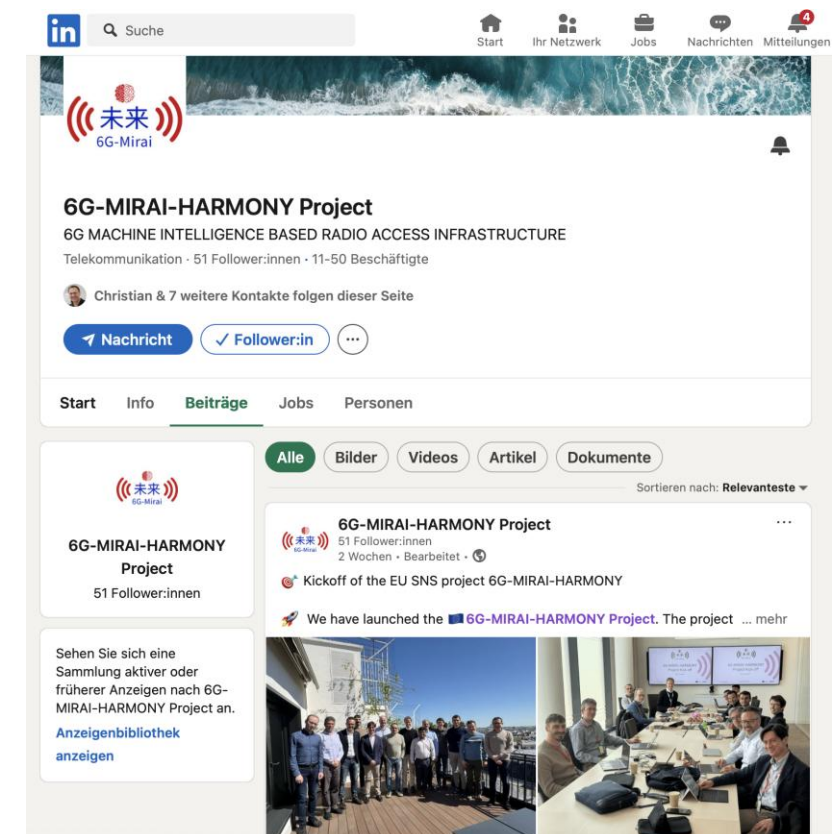 in
Suche
Start
Ihr Netzwerk
Jobs
Nachrichten
4
Mitteilungen
未来
6G-Mirai
6G-MIRAI-HARMONY Project
6G MACHINE INTELLIGENCE BASED RADIO ACCESS INFRASTRUCTURE
Telekommunikation · 51 Follower:innen · 11-50 Beschäftigte
Christian & 7 weitere Kontakte folgen dieser Seite
Nachricht
✓ Follower:in
Start
Info
Beiträge
Jobs
Personen
未来
6G-Mirai
6G-MIRAI-HARMONY
Project
51 Follower:innen
Sehen Sie sich eine
Sammlung aktiver oder
früherer Anzeigen nach 6G-
MIRAI-HARMONY Project an.
Anzeigenbibliothek
anzeigen
Alle
Bilder
Videos
Artikel
Dokumente
Sortieren nach: Relevanteste
未来
6G-Mirai
6G-MIRAI-HARMONY Project
51 Follower:innen
2 Wochen • Bearbeitet •
🎯 Kickoff of the EU SNS project 6G-MIRAI-HARMONY
🚀 We have launched the 🇪🇺 6G-MIRAI-HARMONY Project. The project ... mehr